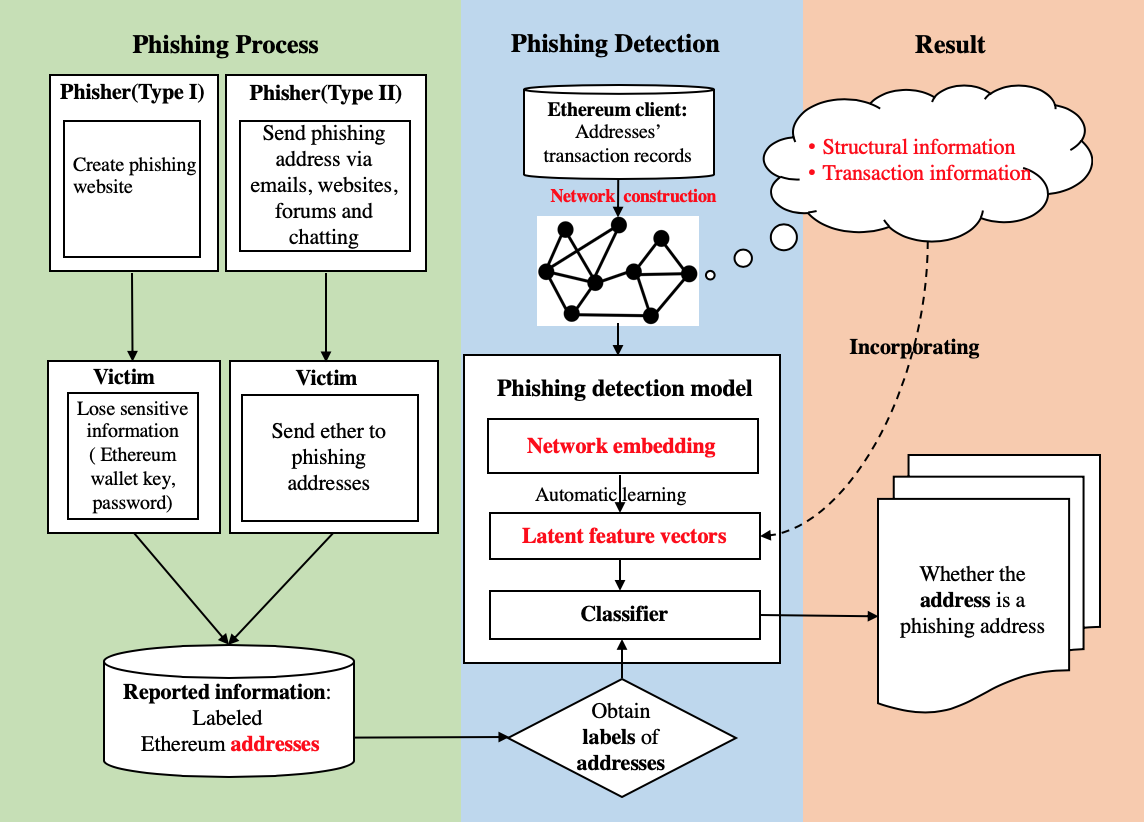 Phishing Process
Phisher(Type I)
Create phishing
website
Phisher(Type II)
Send phishing
address via
emails, websites,
forums and
chatting
Victim
Lose sensitive
information
( Ethereum
wallet key,
password)
Victim
Send ether to
phishing
addresses
Reported information:
Labeled
Ethereum addresses
Phishing Detection
Ethereum client:
Addresses’
transaction records
Network construction
Phishing detection model
Network embedding
Automatic learning
Latent feature vectors
Classifier
Obtain
labels of
addresses
Result
• Structural information
• Transaction information
Incorporating
Whether the
address is a
phishing address